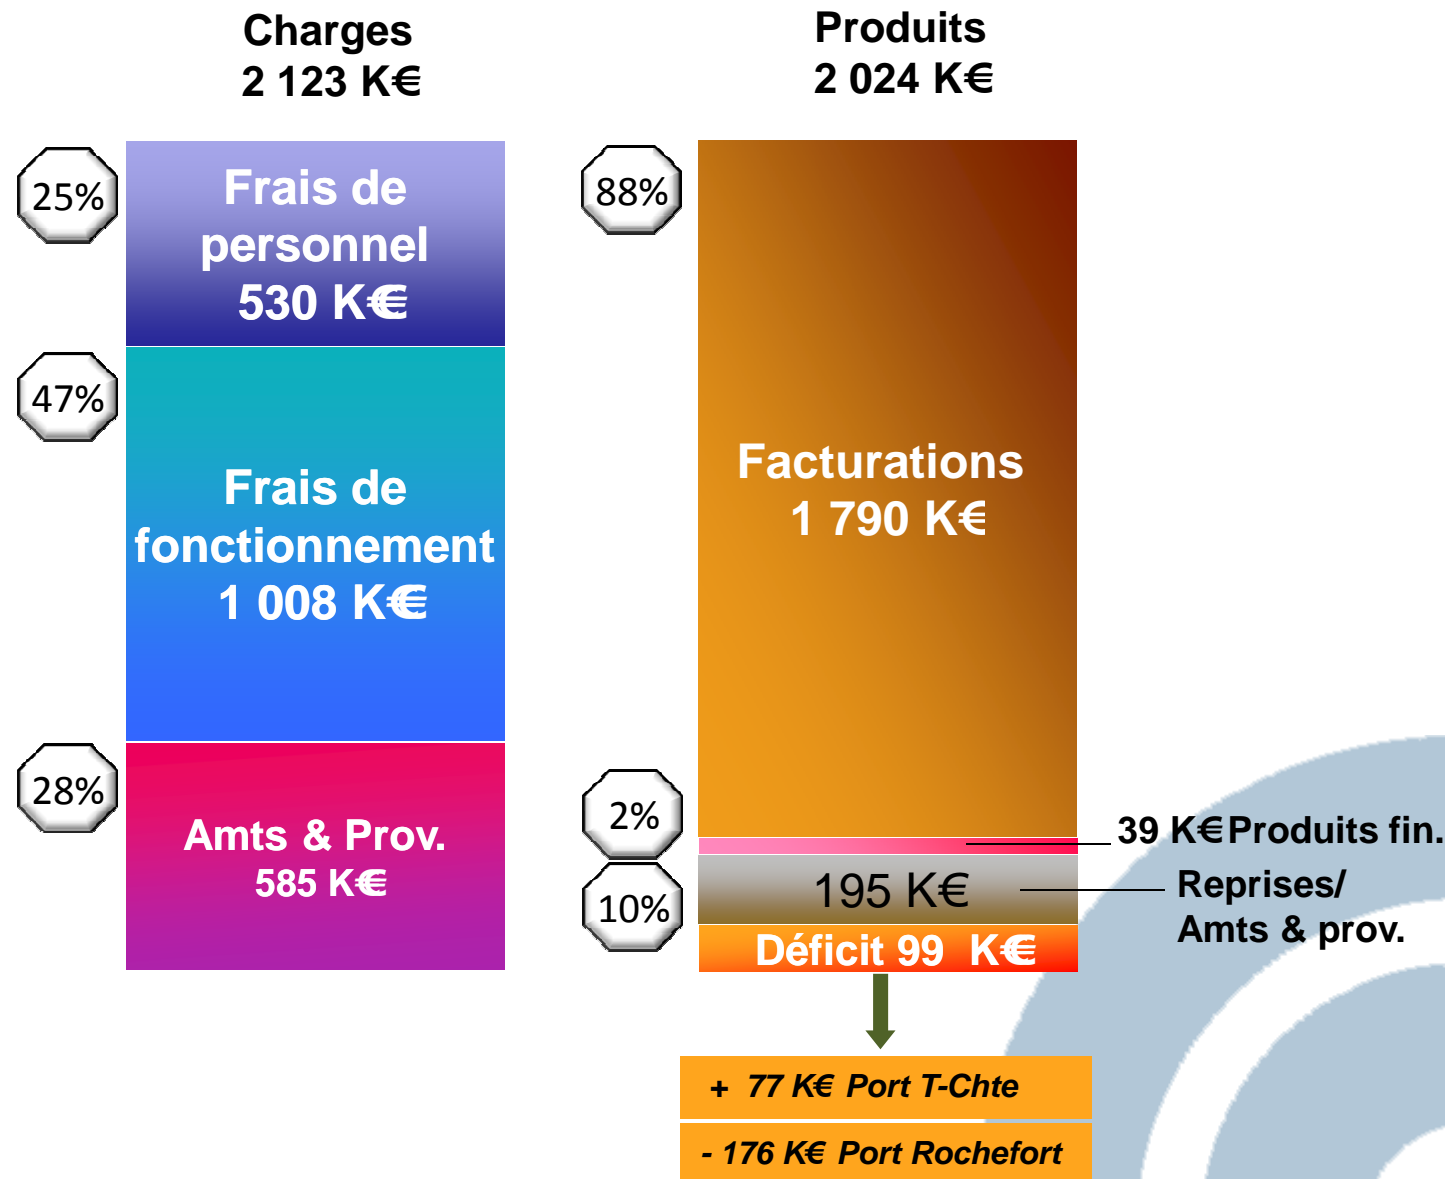 Charges
2 123 K€
Produits
2 024 K€
25%
Frais de
personnel
530 K€
47%
Frais de
fonctionnement
1 008 K€
28%
Amts & Prov.
585 K€
88%
Facturations
1 790 K€
2%
39 K€ Produits fin.
10%
195 K€
Reprises/
Amts & prov.
Déficit 99 K€
+ 77 K€ Port T-Chte
- 176 K€ Port Rochefort